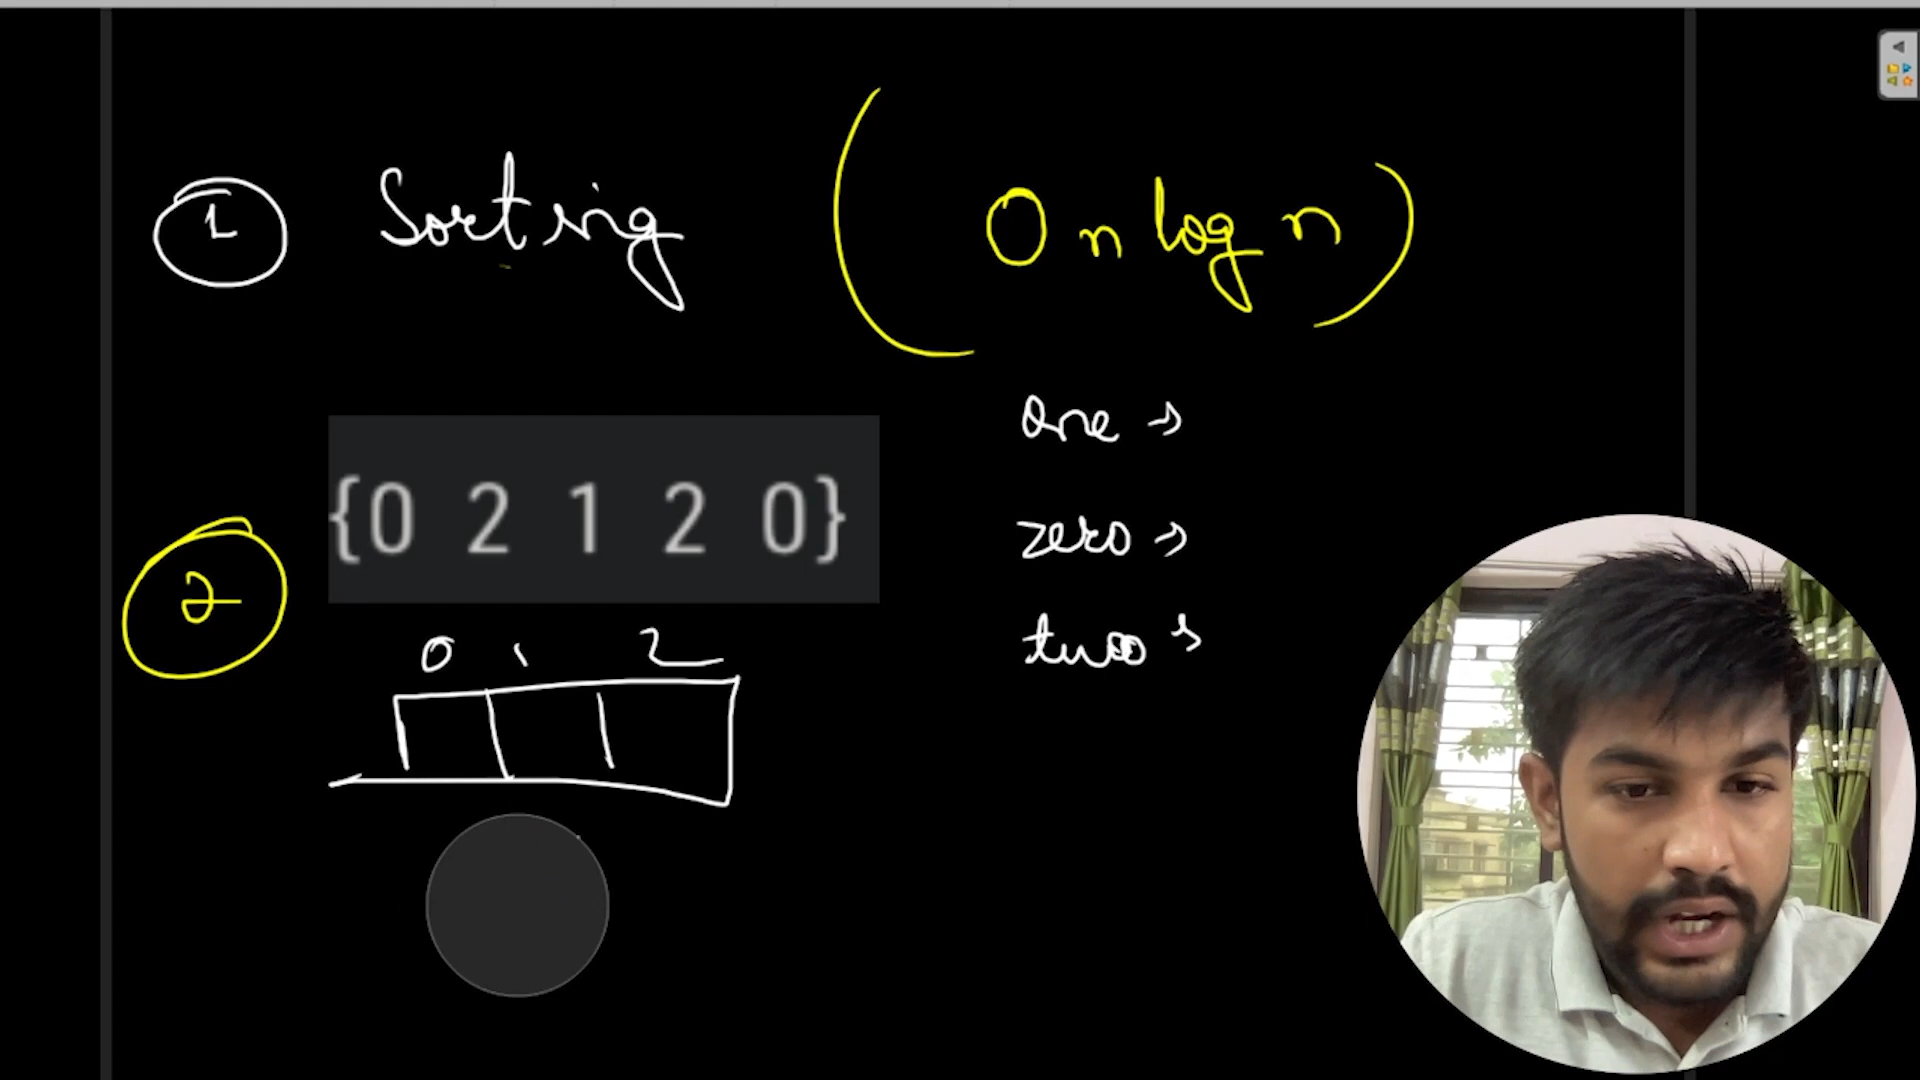 1 Sorting ( O n log n )
one →
{0 2 1 2 0}
zero →
2
0 1 2
two →